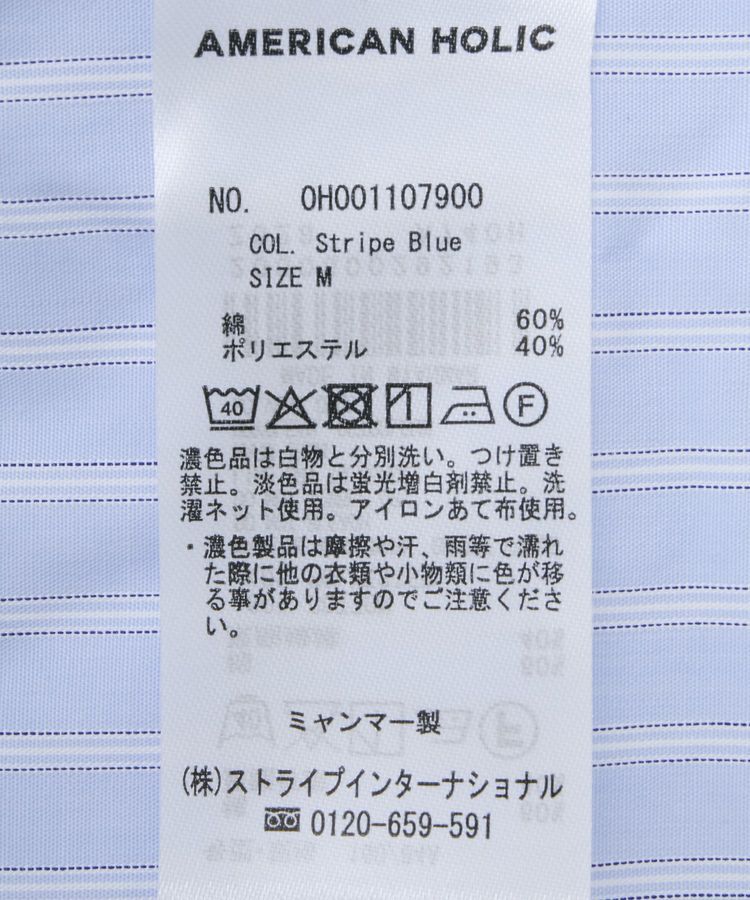 AMERICAN HOLIC
NO. 0H001107900
COL. Stripe Blue
SIZE M
綿 60%
ポリエステル 40%
40 F
濃色品は白物と分別洗い。つけ置き
禁止。淡色品は蛍光増白剤禁止。洗
濯ネット使用。アイロンあて布使用。
・濃色製品は摩擦や汗、雨等で濡れ
た際に他の衣類や小物類に色が移
る事がありますのでご注意くださ
い。
ミャンマー製
(株)ストライプインターナショナル
0120-659-591